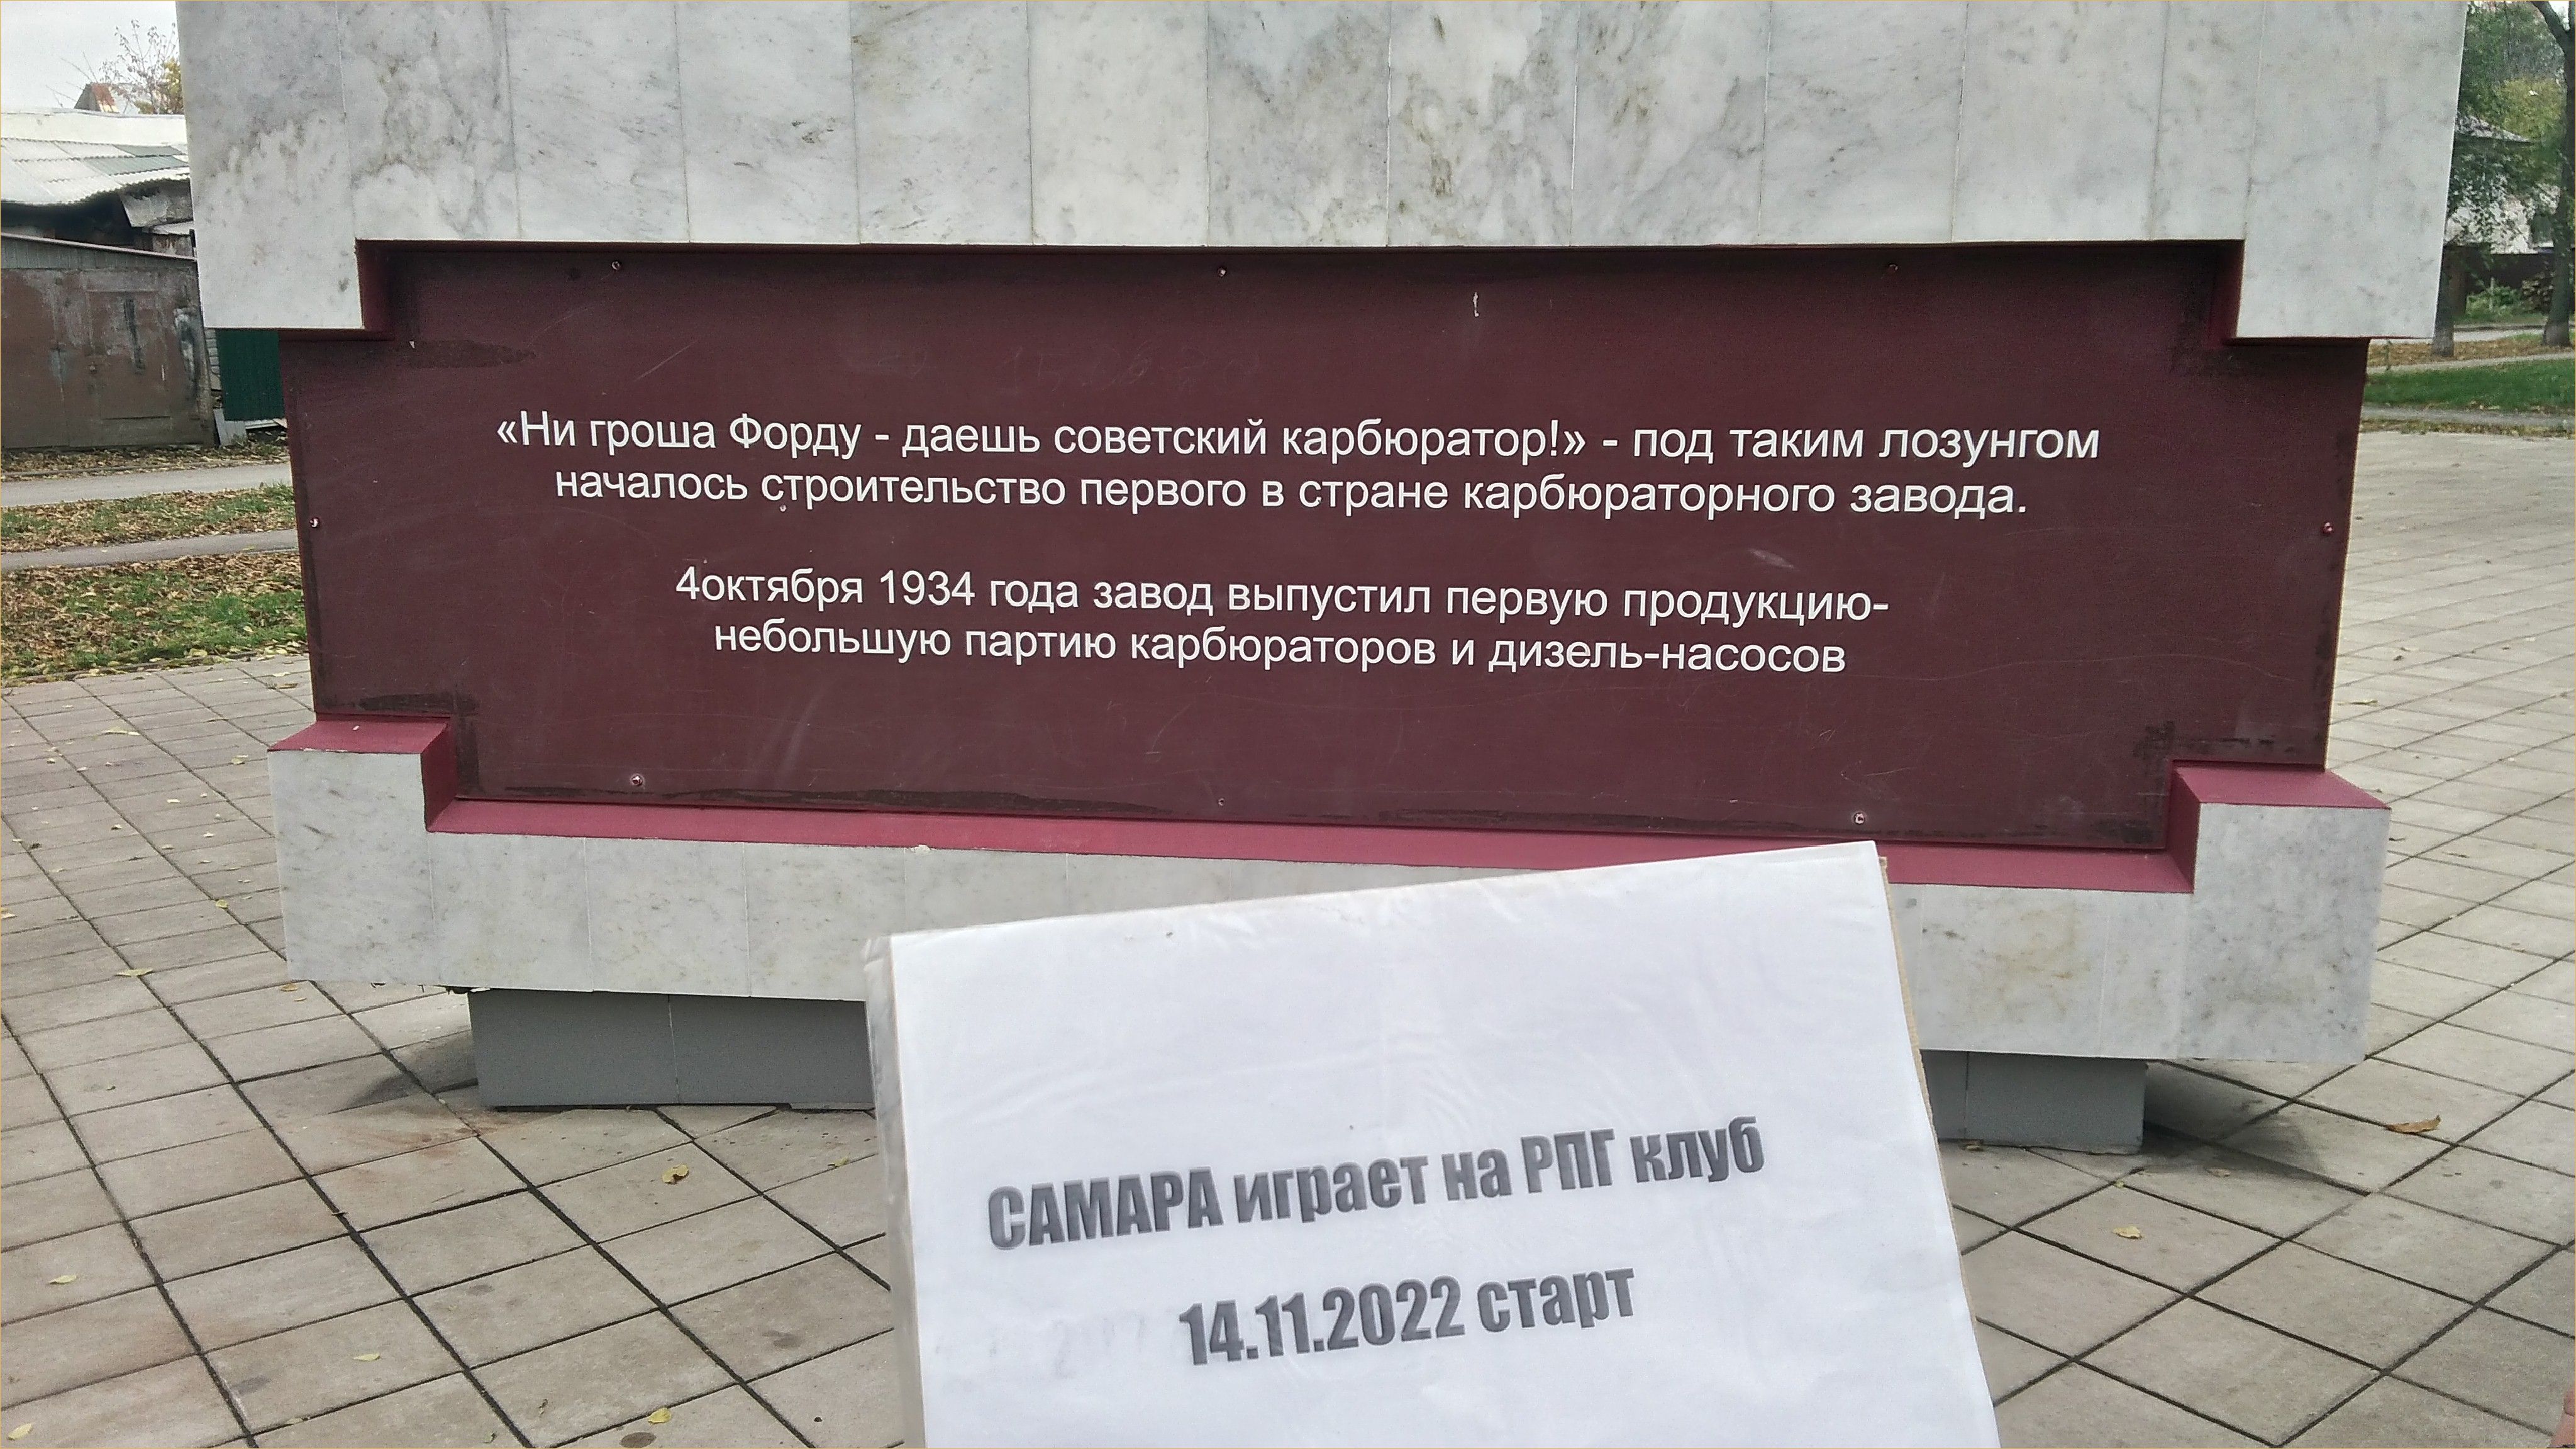 «Ни гроша Форду - даешь советский карбюратор!» - под таким лозунгом
началось строительство первого в стране карбюраторного завода.
4октября 1934 года завод выпустил первую продукцию-
небольшую партию карбюраторов и дизель-насосов
САМАРА играет на РПГ клуб
14.11.2022 старт